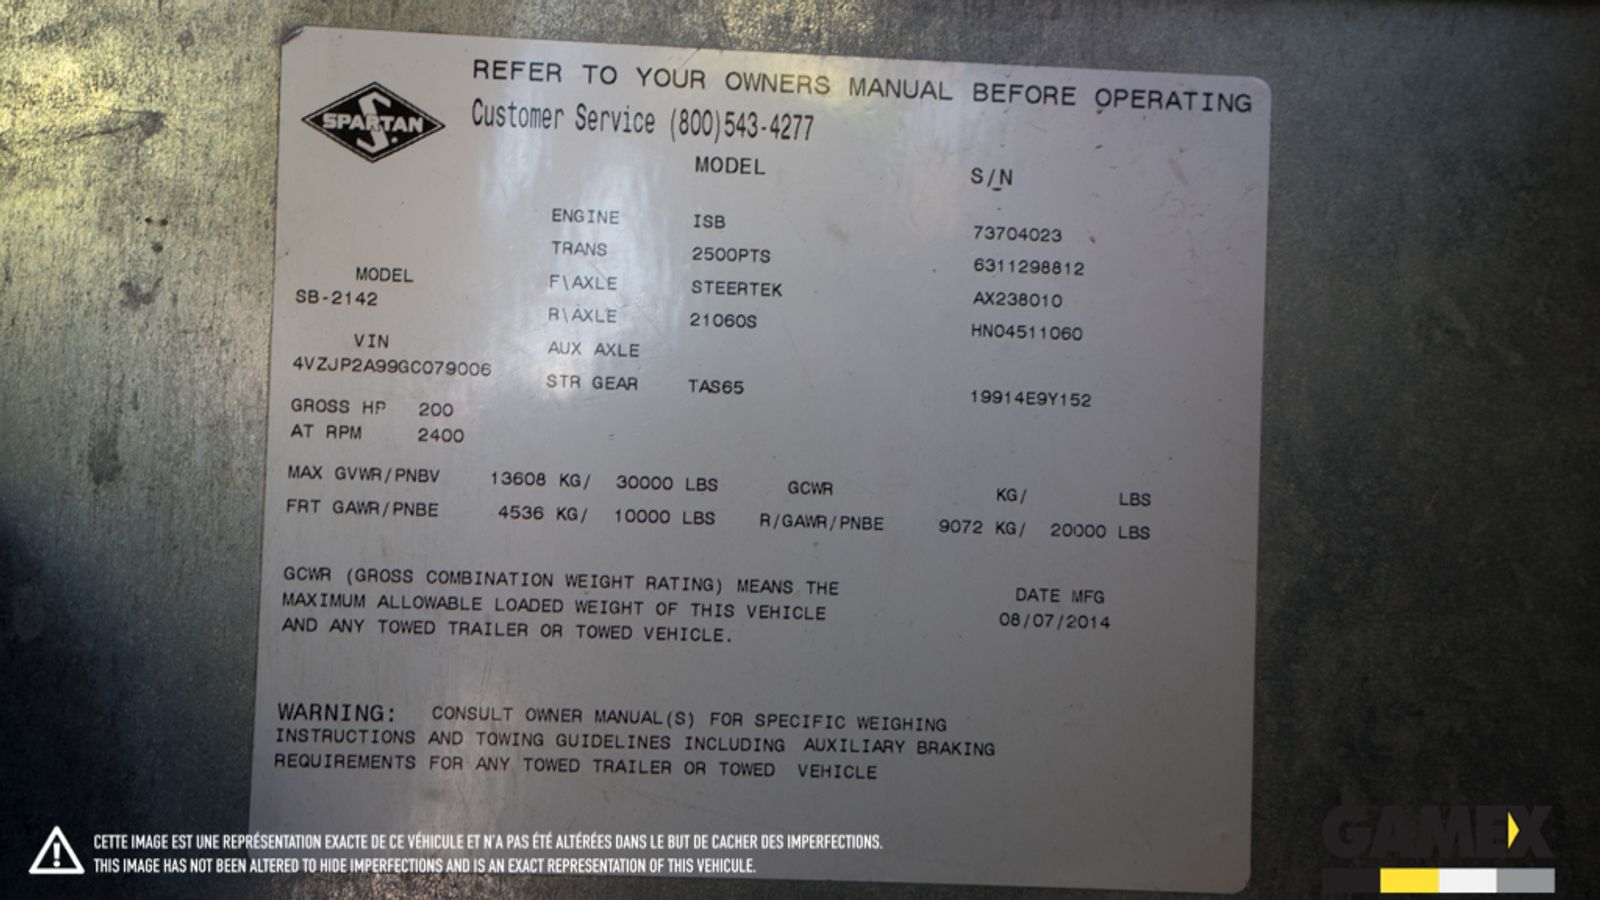 REFER TO YOUR OWNERS MANUAL BEFORE OPERATING
SPARTAN
Customer Service (800)543-4277
MODEL S/N
ENGINE ISB 73704023
TRANS 2500PTS 6311298812
F\AXLE STEERTEK AX238010
R\AXLE 21060S HN04511060
AUX AXLE
STR GEAR TAS65 19914E9Y152
MODEL
SB-2142
VIN
4VZJP2A99GC079006
GROSS HP 200
AT RPM 2400
MAX GVWR/PNBV 13608 KG/ 30000 LBS GCWR KG/ LBS
FRT GAWR/PNBE 4536 KG/ 10000 LBS R/GAWR/PNBE 9072 KG/ 20000 LBS
GCWR (GROSS COMBINATION WEIGHT RATING) MEANS THE
MAXIMUM ALLOWABLE LOADED WEIGHT OF THIS VEHICLE
AND ANY TOWED TRAILER OR TOWED VEHICLE.
DATE MFG
08/07/2014
WARNING: CONSULT OWNER MANUAL(S) FOR SPECIFIC WEIGHING
INSTRUCTIONS AND TOWING GUIDELINES INCLUDING AUXILIARY BRAKING
REQUIREMENTS FOR ANY TOWED TRAILER OR TOWED VEHICLE
CETTE IMAGE EST UNE REPRÉSENTATION EXACTE DE CE VÉHICULE ET N'A PAS ÉTÉ ALTÉRÉES DANS LE BUT DE CACHER DES IMPERFECTIONS.
THIS IMAGE HAS NOT BEEN ALTERED TO HIDE IMPERFECTIONS AND IS AN EXACT REPRESENTATION OF THIS VEHICULE.
GAMEX